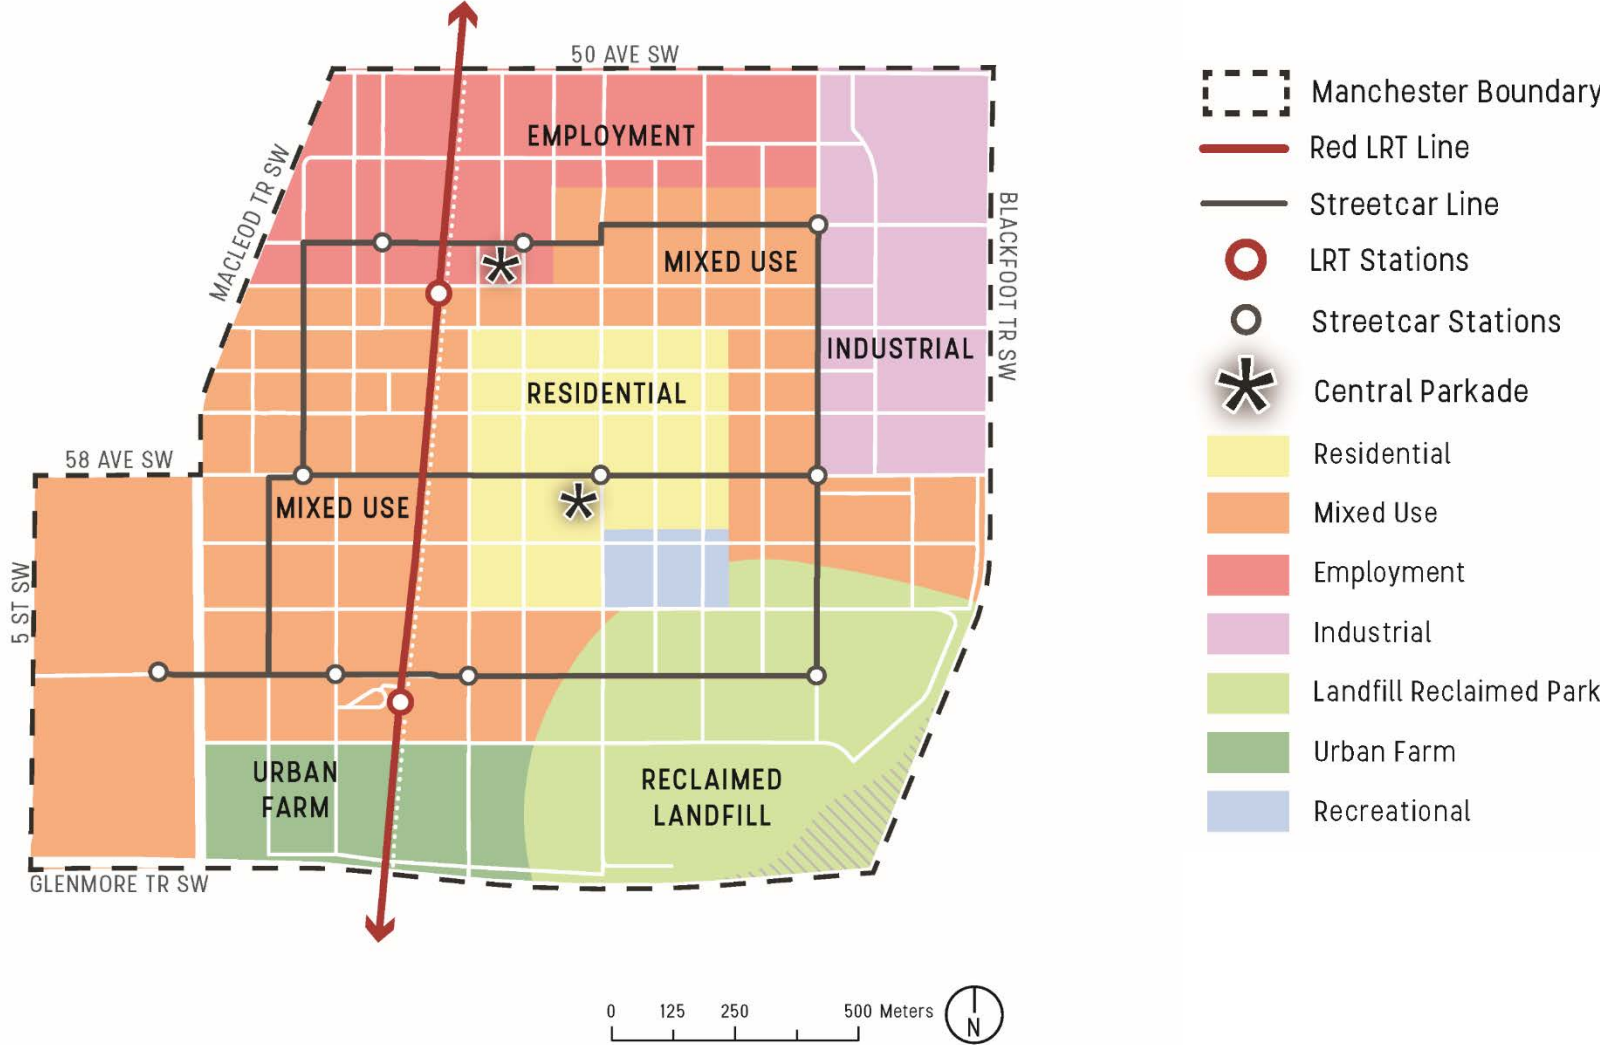 50 AVE SW
EMPLOYMENT
MACLEOD TR SW
BLACKFOOT TR SW
MIXED USE
INDUSTRIAL
RESIDENTIAL
58 AVE SW
MIXED USE
5 ST SW
URBAN
FARM
RECLAIMED
LANDFILL
GLENMORE TR SW
Manchester Boundary
Red LRT Line
Streetcar Line
LRT Stations
Streetcar Stations
Central Parkade
Residential
Mixed Use
Employment
Industrial
Landfill Reclaimed Park
Urban Farm
Recreational
0 125 250 500 Meters
N